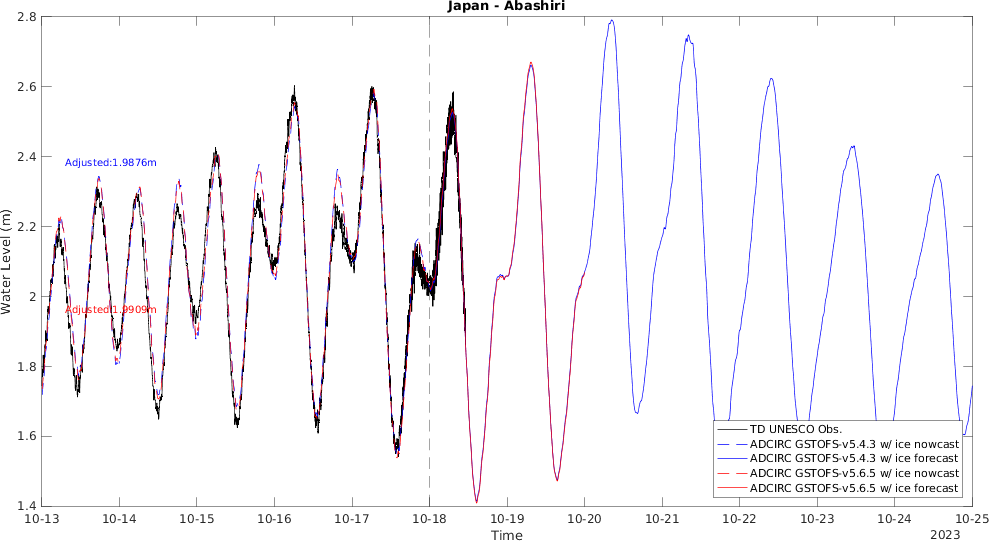 Japan - Abashiri
2.8
2.6
2.4
2.2
2
1.8
1.6
1.4
Water Level (m)
Adjusted:1.9876m
Adjusted:1.9909m
TD UNESCO Obs.
ADCIRC GSTOFS-v5.4.3 w/ ice nowcast
ADCIRC GSTOFS-v5.4.3 w/ ice forecast
ADCIRC GSTOFS-v5.6.5 w/ ice nowcast
ADCIRC GSTOFS-v5.6.5 w/ ice forecast
10-13 10-14 10-15 10-16 10-17 10-18 10-19 10-20 10-21 10-22 10-23 10-24 10-25
Time
2023